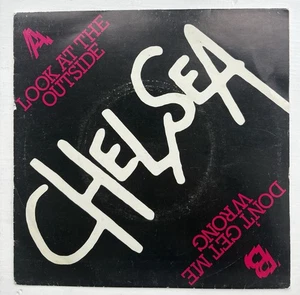 A
LOOK AT THE
OUTSIDE
CHELSEA
B
DON'T GET ME
WRONG